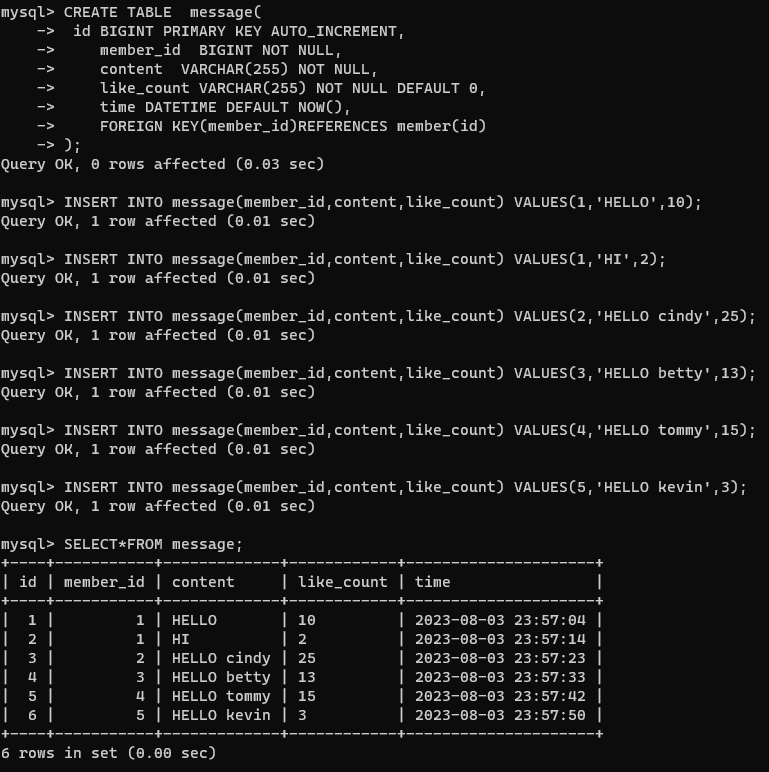 mysql> CREATE TABLE  message(
    ->  id BIGINT PRIMARY KEY AUTO_INCREMENT,
    ->     member_id  BIGINT NOT NULL,
    ->     content  VARCHAR(255) NOT NULL,
    ->     like_count VARCHAR(255) NOT NULL DEFAULT 0,
    ->     time DATETIME DEFAULT NOW(),
    ->     FOREIGN KEY(member_id)REFERENCES member(id)
    -> );
Query OK, 0 rows affected (0.03 sec)

mysql> INSERT INTO message(member_id,content,like_count) VALUES(1,'HELLO',10);
Query OK, 1 row affected (0.01 sec)

mysql> INSERT INTO message(member_id,content,like_count) VALUES(1,'HI',2);
Query OK, 1 row affected (0.01 sec)

mysql> INSERT INTO message(member_id,content,like_count) VALUES(2,'HELLO cindy',25);
Query OK, 1 row affected (0.01 sec)

mysql> INSERT INTO message(member_id,content,like_count) VALUES(3,'HELLO betty',13);
Query OK, 1 row affected (0.01 sec)

mysql> INSERT INTO message(member_id,content,like_count) VALUES(4,'HELLO tommy',15);
Query OK, 1 row affected (0.01 sec)

mysql> INSERT INTO message(member_id,content,like_count) VALUES(5,'HELLO kevin',3);
Query OK, 1 row affected (0.01 sec)

mysql> SELECT*FROM message;
+----+-----------+-------------+------------+---------------------+
| id | member_id | content     | like_count | time                |
+----+-----------+-------------+------------+---------------------+
|  1 |         1 | HELLO       | 10         | 2023-08-03 23:57:04 |
|  2 |         1 | HI          | 2          | 2023-08-03 23:57:14 |
|  3 |         2 | HELLO cindy | 25         | 2023-08-03 23:57:23 |
|  4 |         3 | HELLO betty | 13         | 2023-08-03 23:57:33 |
|  5 |         4 | HELLO tommy | 15         | 2023-08-03 23:57:42 |
|  6 |         5 | HELLO kevin | 3          | 2023-08-03 23:57:50 |
+----+-----------+-------------+------------+---------------------+
6 rows in set (0.00 sec)